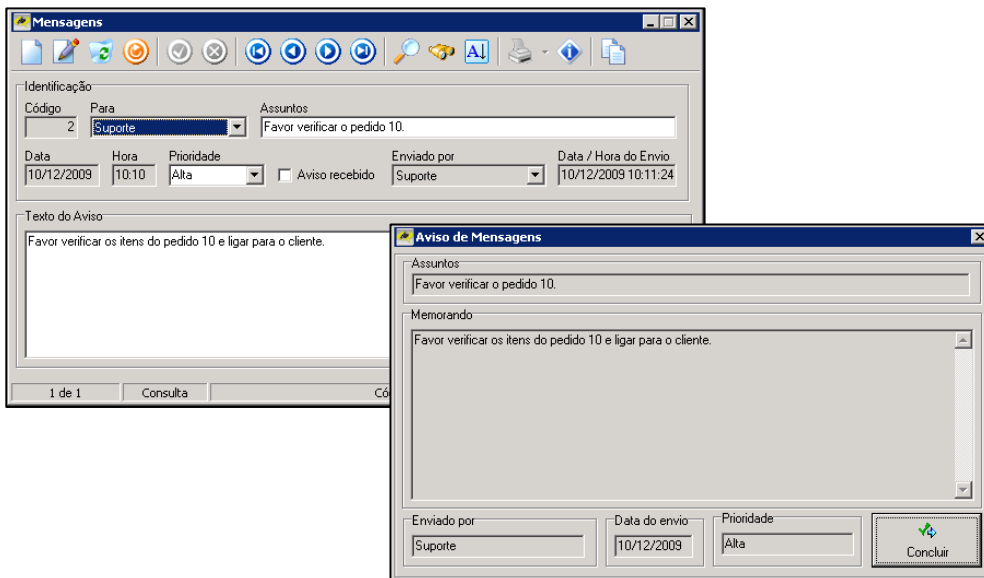 Mensagens
Identificação
Código Para Assuntos
2 Suporte Favor verificar o pedido 10.
Data Hora Prioridade Enviado por Data / Hora do Envio
10/12/2009 10:10 Alta Aviso recebido Suporte 10/12/2009 10:11:24
Texto do Aviso
Favor verificar os itens do pedido 10 e ligar para o cliente.
1 de 1 Consulta Có
Aviso de Mensagens
Assuntos
Favor verificar o pedido 10.
Memorando
Favor verificar os itens do pedido 10 e ligar para o cliente.
Enviado por Data do envio Prioridade
Suporte 10/12/2009 Alta
Concluir